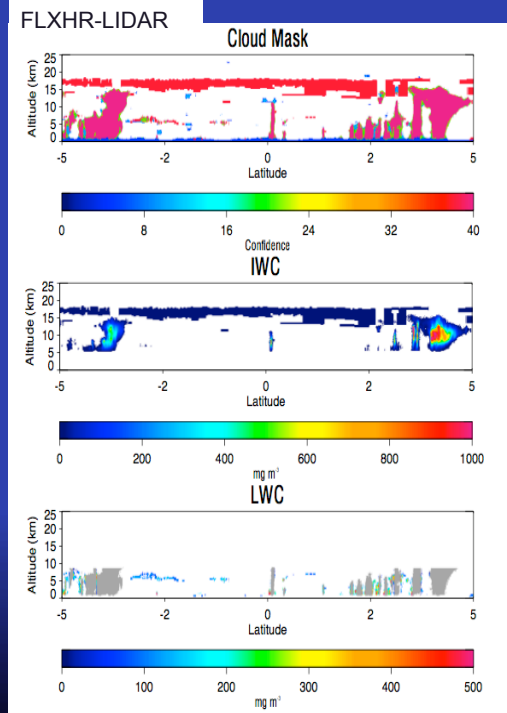 FLXHR-LIDAR
Cloud Mask
Altitude (km)
25
20
15
10
5
0
-5 -2 0 2 5
Latitude
0 8 16 24 32 40
Confidence
IWC
Altitude (km)
25
20
15
10
5
0
-5 -2 0 2 5
Latitude
0 200 400 600 800 1000
mg m⁻³
LWC
Altitude (km)
25
20
15
10
5
0
-5 -2 0 2 5
Latitude
0 100 200 300 400 500
mg m⁻³